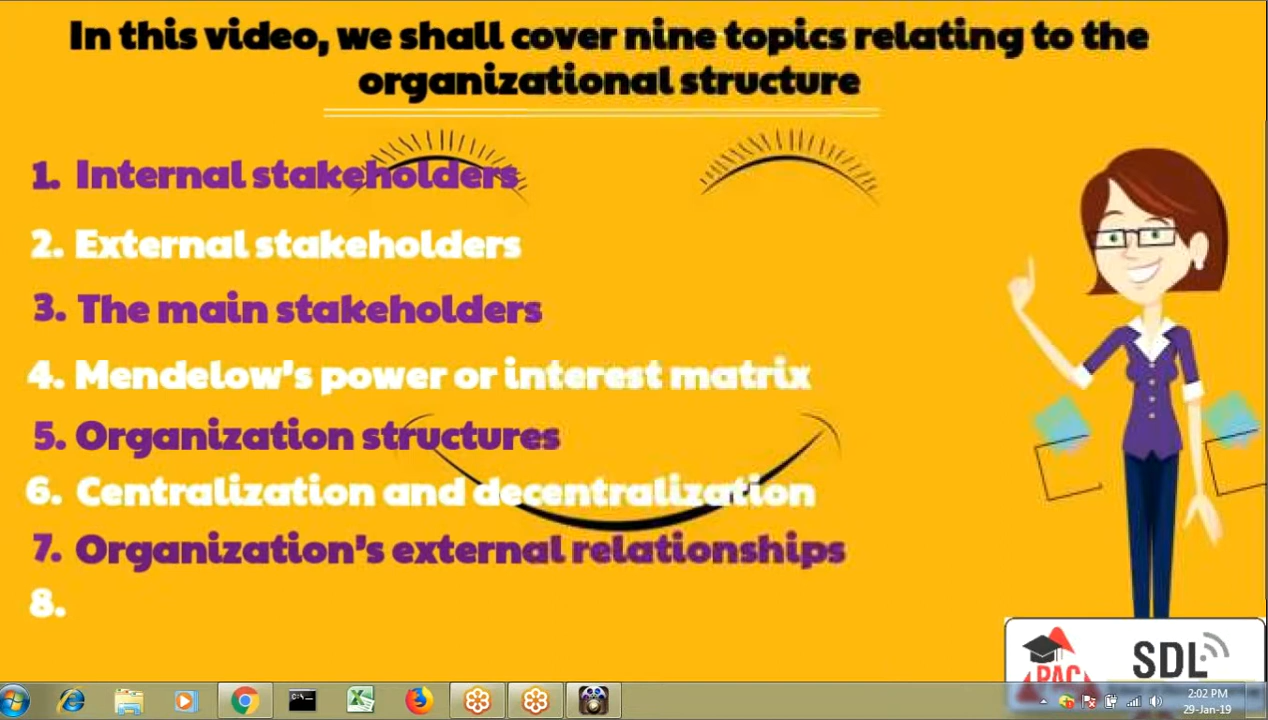 In this video, we shall cover nine topics relating to the
organizational structure
1. Internal stakeholders
2. External stakeholders
3. The main stakeholders
4. Mendelow's power or interest matrix
5. Organization structures
6. Centralization and decentralization
7. Organization's external relationships
8.
PAC
SDL
2:02 PM
29-Jan-19